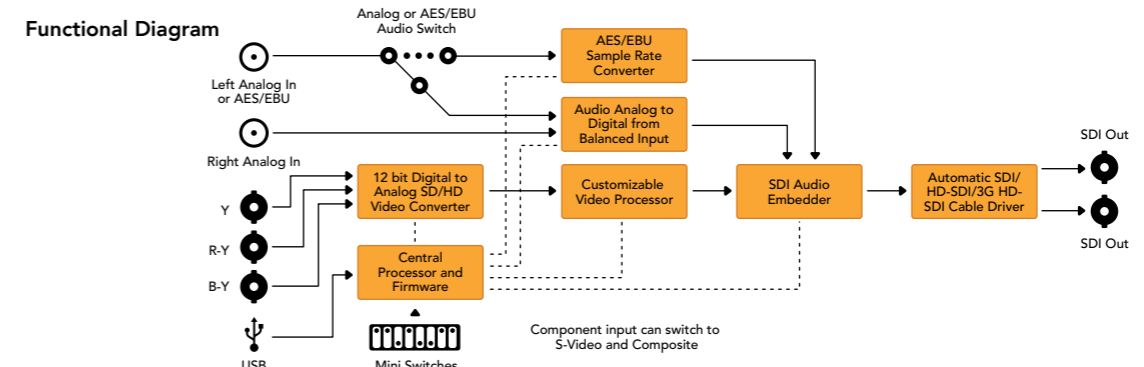 Functional Diagram
Analog or AES/EBU
Audio Switch
Left Analog In
or AES/EBU
Right Analog In
Y
R-Y
B-Y
USB
AES/EBU
Sample Rate
Converter
Audio Analog to
Digital from
Balanced Input
12 bit Digital to
Analog SD/HD
Video Converter
Customizable
Video Processor
SDI Audio
Embedder
Automatic SDI/
HD-SDI/3G HD-
SDI Cable Driver
SDI Out
SDI Out
Central
Processor and
Firmware
Mini Switches
Component input can switch to
S-Video and Composite